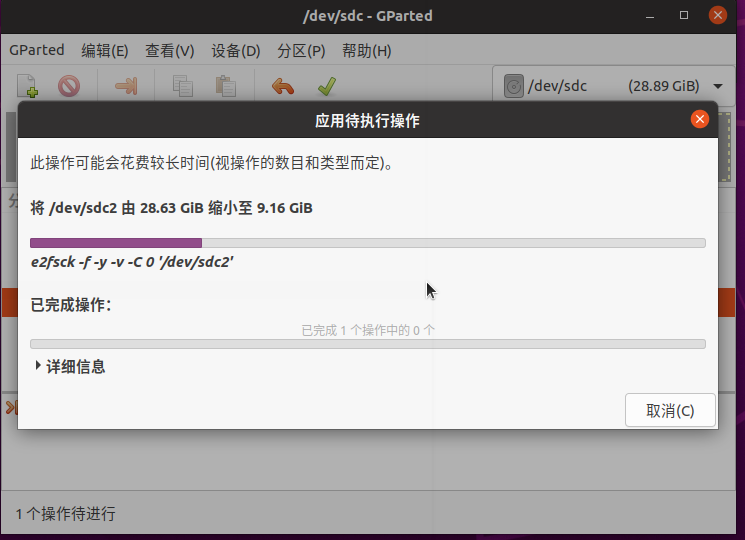 /dev/sdc - GParted
GParted 编辑(E) 查看(V) 设备(D) 分区(P) 帮助(H)
/dev/sdc (28.89 GiB)
应用待执行操作
此操作可能会花费较长时间(视操作的数目和类型而定)。
将 /dev/sdc2 由 28.63 GiB 缩小至 9.16 GiB
e2fsck -f -y -v -C 0 '/dev/sdc2'
已完成操作：
已完成 1 个操作中的 0 个
详细信息
取消(C)
1 个操作待进行